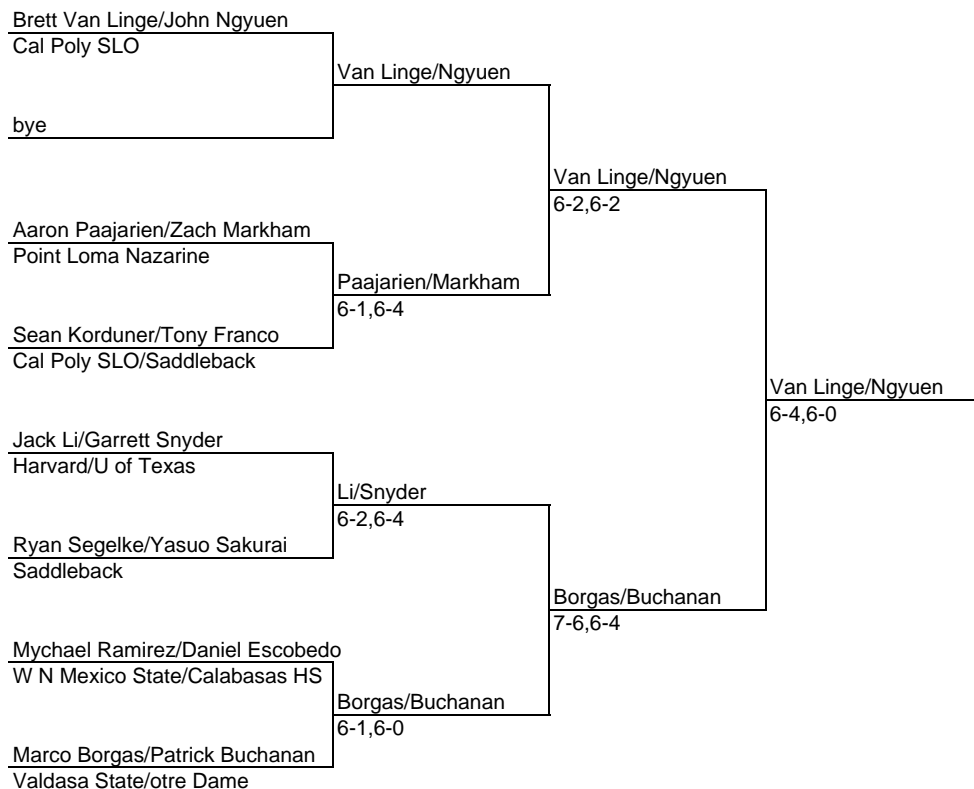 Brett Van Linge/John Ngyuen
Cal Poly SLO
Van Linge/Ngyuen
bye
Van Linge/Ngyuen
6-2,6-2
Aaron Paajarien/Zach Markham
Point Loma Nazarine
Paajarien/Markham
6-1,6-4
Sean Korduner/Tony Franco
Cal Poly SLO/Saddleback
Van Linge/Ngyuen
6-4,6-0
Jack Li/Garrett Snyder
Harvard/U of Texas
Li/Snyder
6-2,6-4
Ryan Segelke/Yasuo Sakurai
Saddleback
Borgas/Buchanan
7-6,6-4
Mychael Ramirez/Daniel Escobedo
W N Mexico State/Calabasas HS
Borgas/Buchanan
6-1,6-0
Marco Borgas/Patrick Buchanan
Valdasa State/otre Dame